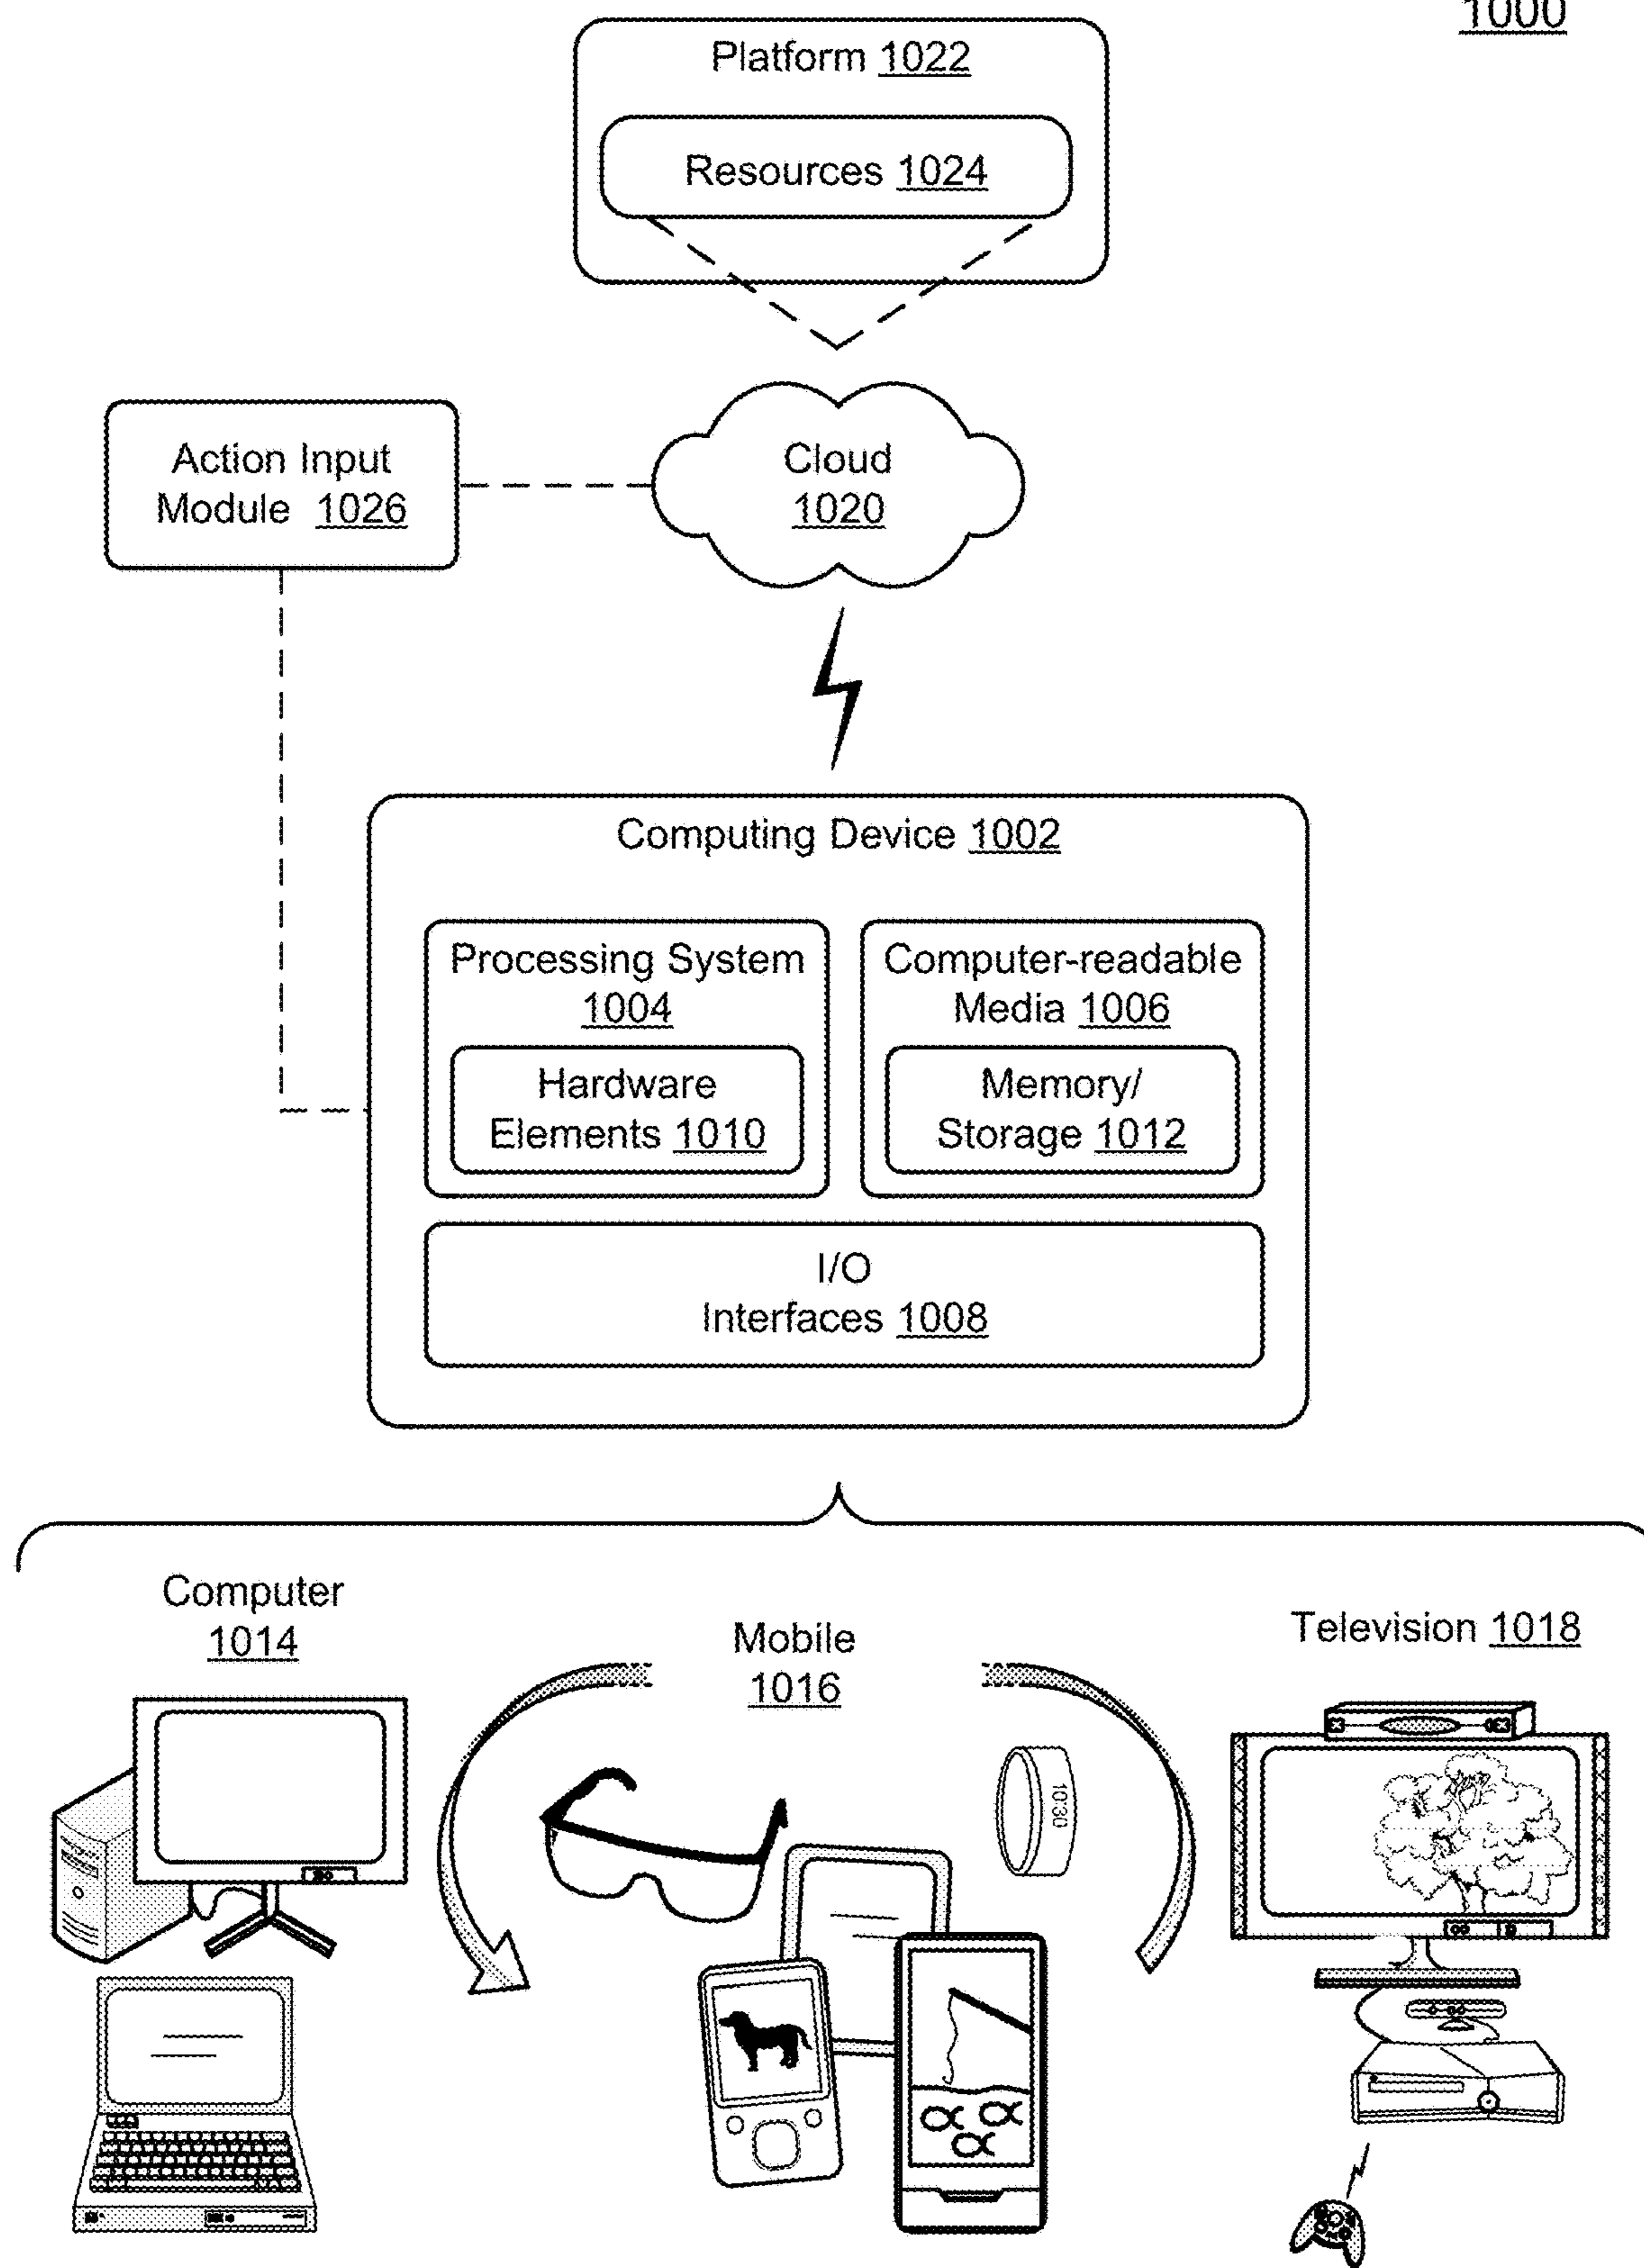 1000
Platform 1022
Resources 1024
Action Input
Module 1026
Cloud
1020
Computing Device 1002
Processing System
1004
Computer-readable
Media 1006
Hardware
Elements 1010
Memory/
Storage 1012
I/O
Interfaces 1008
Computer
1014
Mobile
1016
Television 1018
10:30